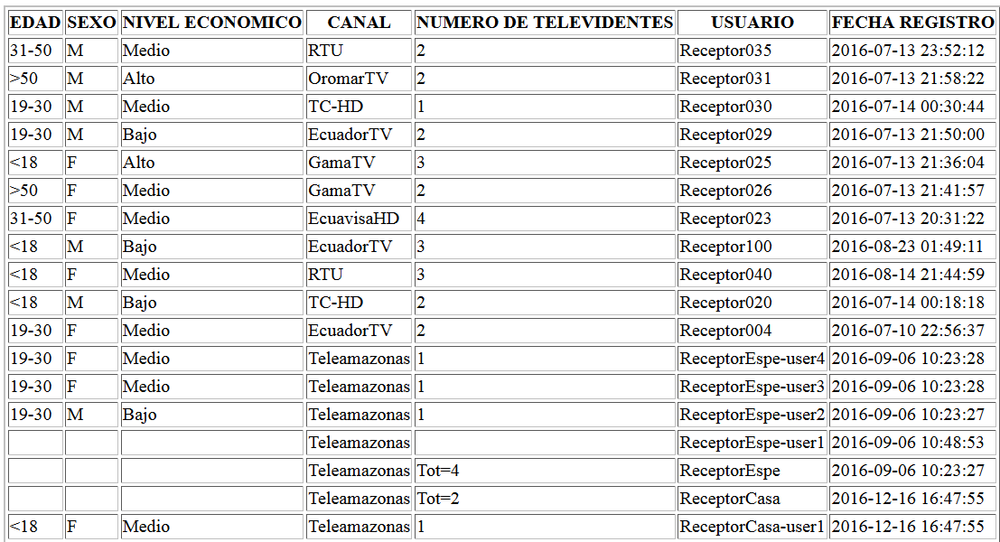 EDAD SEXO NIVEL ECONOMICO CANAL NUMERO DE TELEVIDENTES USUARIO FECHA REGISTRO
31-50 M Medio RTU 2 Receptor035 2016-07-13 23:52:12
>50 M Alto OromarTV 2 Receptor031 2016-07-13 21:58:22
19-30 M Medio TC-HD 1 Receptor030 2016-07-14 00:30:44
19-30 M Bajo EcuadorTV 2 Receptor029 2016-07-13 21:50:00
<18 F Alto GamaTV 3 Receptor025 2016-07-13 21:36:04
>50 F Medio GamaTV 2 Receptor026 2016-07-13 21:41:57
31-50 F Medio EcuavisaHD 4 Receptor023 2016-07-13 20:31:22
<18 M Bajo EcuadorTV 3 Receptor100 2016-08-23 01:49:11
<18 F Medio RTU 3 Receptor040 2016-08-14 21:44:59
<18 M Bajo TC-HD 2 Receptor020 2016-07-14 00:18:18
19-30 F Medio EcuadorTV 2 Receptor004 2016-07-10 22:56:37
19-30 F Medio Teleamazonas 1 ReceptorEspe-user4 2016-09-06 10:23:28
19-30 F Medio Teleamazonas 1 ReceptorEspe-user3 2016-09-06 10:23:28
19-30 M Bajo Teleamazonas 1 ReceptorEspe-user2 2016-09-06 10:23:27
Teleamazonas ReceptorEspe-user1 2016-09-06 10:48:53
Teleamazonas Tot=4 ReceptorEspe 2016-09-06 10:23:27
Teleamazonas Tot=2 ReceptorCasa 2016-12-16 16:47:55
<18 F Medio Teleamazonas 1 ReceptorCasa-user1 2016-12-16 16:47:55